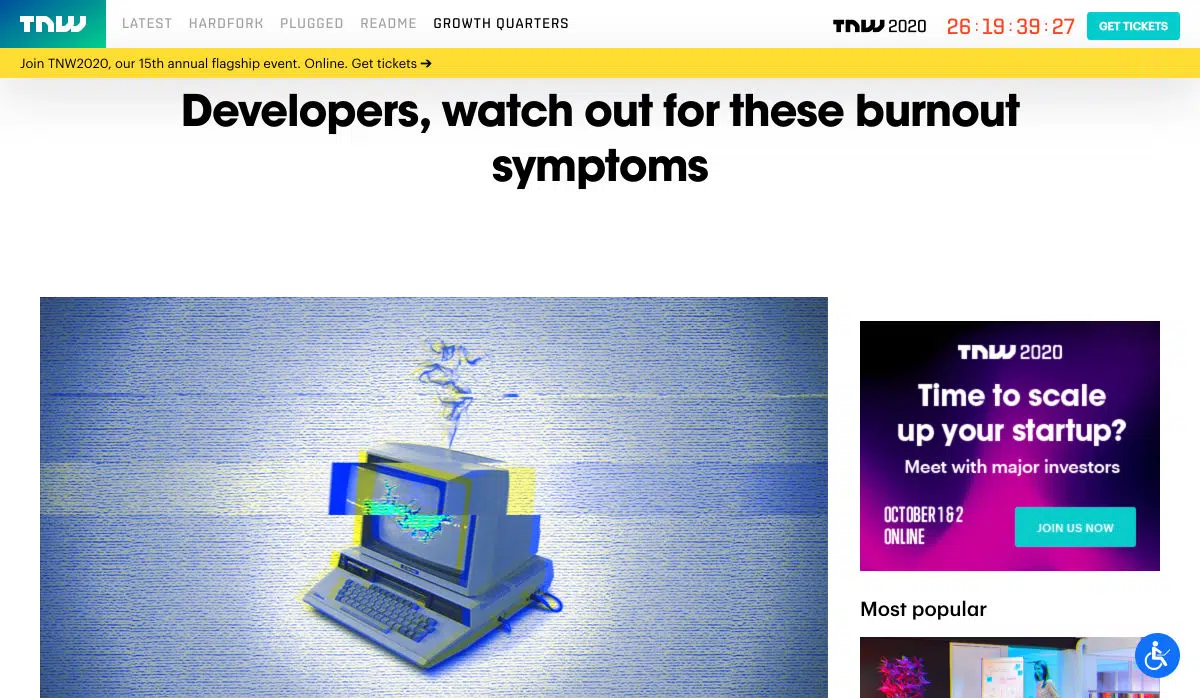 TNW LATEST HARDFORK PLUGGED README GROWTH QUARTERS TNW 2020 26:19:39:27 GET TICKETS
Join TNW2020, our 15th annual flagship event. Online. Get tickets ➔
Developers, watch out for these burnout
symptoms
TNW 2020
Time to scale
up your startup?
Meet with major investors
OCTOBER 1 & 2
ONLINE
JOIN US NOW
Most popular